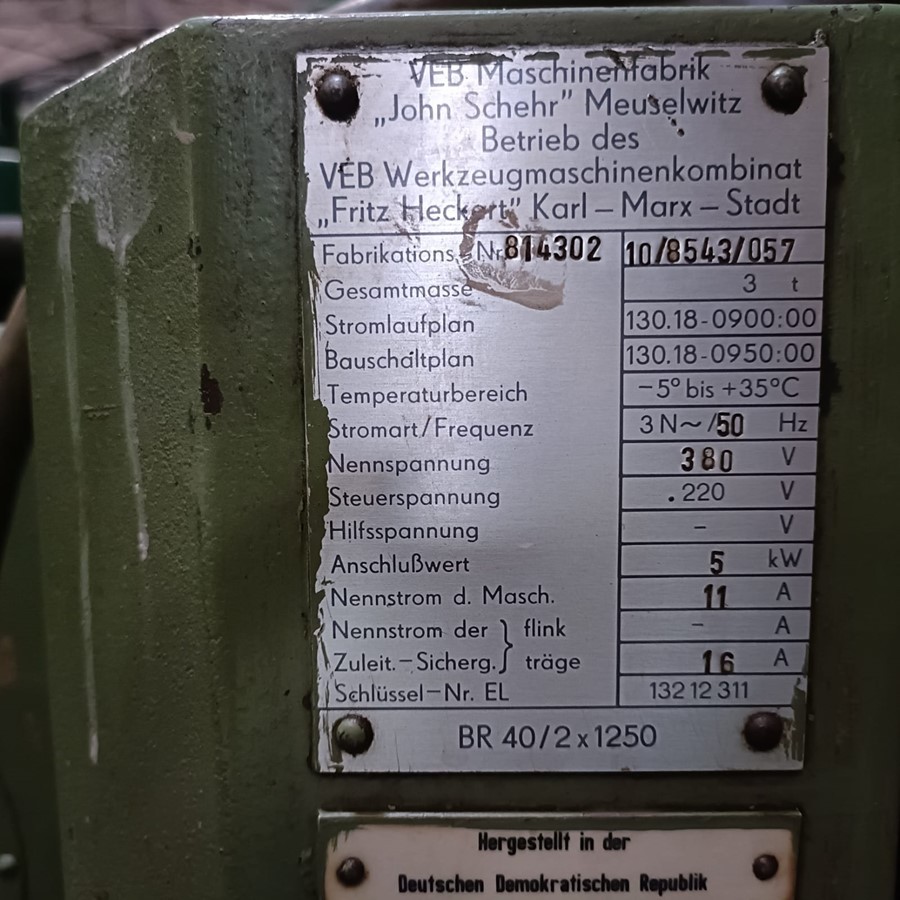 VEB Maschinenfabrik
„John Schehr” Meuselwitz
Betrieb des
VEB Werkzeugmaschinenkombinat
„Fritz Heckert” Karl – Marx – Stadt
Fabrikations - Nr. 814302 10/8543/057
Gesamtmasse 3 t
Stromlaufplan 130.18-0900:00
Bauschaltplan 130.18-0950:00
Temperaturbereich -5° bis +35°C
Stromart/Frequenz 3 N~ /50 Hz
Nennspannung 380 V
Steuerspannung .220 V
Hilfsspannung – V
Anschlußwert 5 kW
Nennstrom d. Masch. 11 A
Nennstrom der } flink – A
Zuleit.-Sicherg. } träge 16 A
Schlüssel-Nr. EL 132 12 311
BR 40/2 x 1250
Hergestellt in der
Deutschen Demokratischen Republik